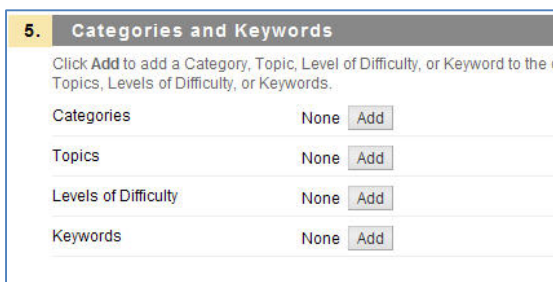 5. Categories and Keywords
Click Add to add a Category, Topic, Level of Difficulty, or Keyword to the
Topics, Levels of Difficulty, or Keywords.
Categories None Add
Topics None Add
Levels of Difficulty None Add
Keywords None Add